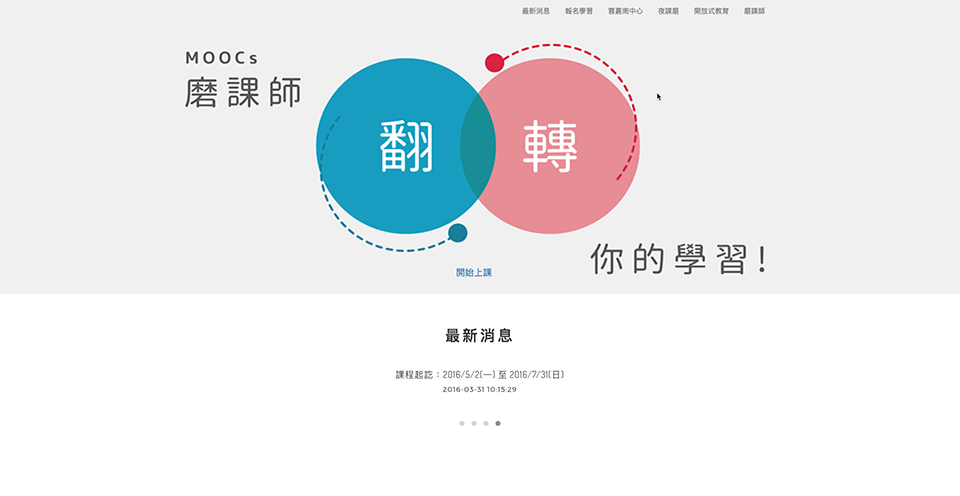 最新消息 報名學習 雲嘉南中心 夜課磨 開放式教育 磨課師
MOOCs
磨課師
翻 轉
你的學習!
開始上課
最新消息
課程起訖：2016/5/2(一) 至 2016/7/31(日)
2016-03-31 10:15:29